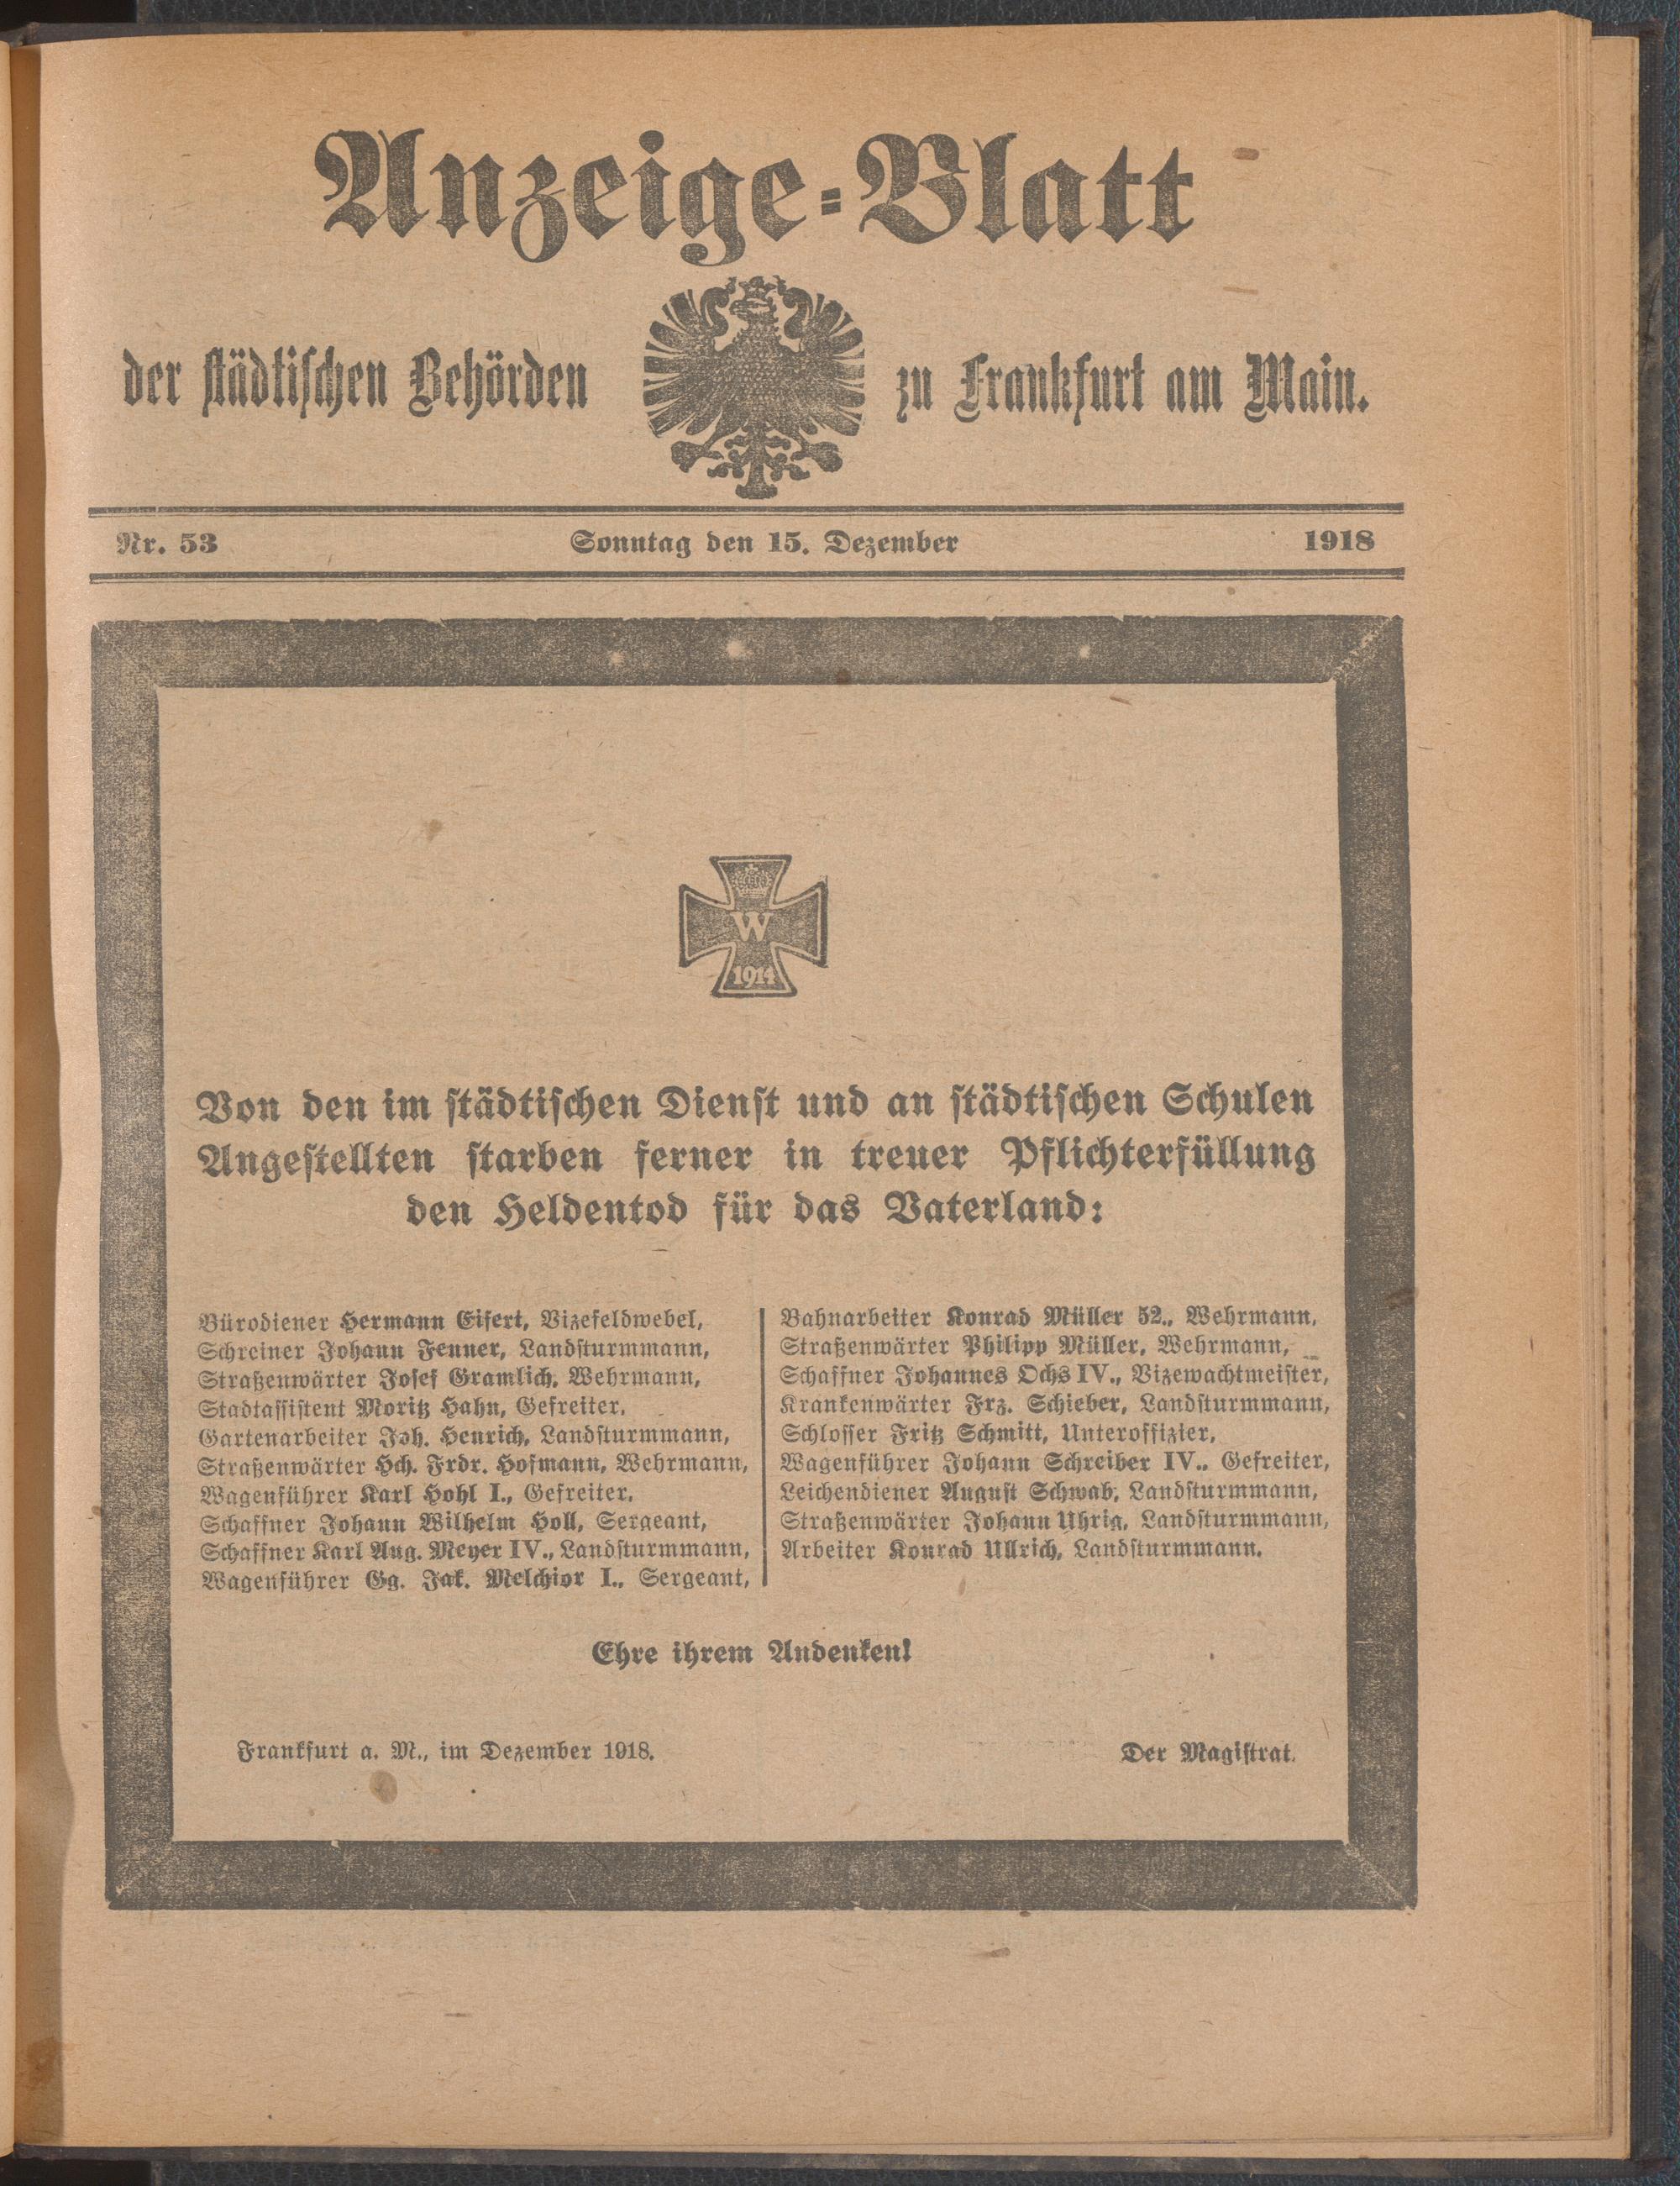 Anzeige=Blatt
der städtischen Behörden zu Frankfurt am Main.
Nr. 53 Sonntag den 15. Dezember 1918
W
1914
Von den im städtischen Dienst und an städtischen Schulen
Angestellten starben ferner in treuer Pflichterfüllung
den Heldentod für das Vaterland:
Bürodiener Hermann Eifert, Vizefeldwebel,
Schreiner Johann Fenner, Landsturmmann,
Straßenwärter Josef Gramlich, Wehrmann,
Stadtassistent Moritz Hahn, Gefreiter,
Gartenarbeiter Joh. Henrich, Landsturmmann,
Straßenwärter Hch. Frdr. Hofmann, Wehrmann,
Wagenführer Karl Hohl I., Gefreiter,
Schaffner Johann Wilhelm Holl, Sergeant,
Schaffner Karl Aug. Meyer IV., Landsturmmann,
Wagenführer Gg. Jak. Melchior I., Sergeant,
Bahnarbeiter Konrad Müller 52., Wehrmann,
Straßenwärter Philipp Müller, Wehrmann,
Schaffner Johannes Ochs IV., Vizewachtmeister,
Krankenwärter Frz. Schieber, Landsturmmann,
Schlosser Fritz Schmitt, Unteroffizier,
Wagenführer Johann Schreiber IV., Gefreiter,
Leichendiener August Schwab, Landsturmmann,
Straßenwärter Johann Uhrig, Landsturmmann,
Arbeiter Konrad Ullrich, Landsturmmann.
Ehre ihrem Andenken!
Frankfurt a. M., im Dezember 1918. Der Magistrat.